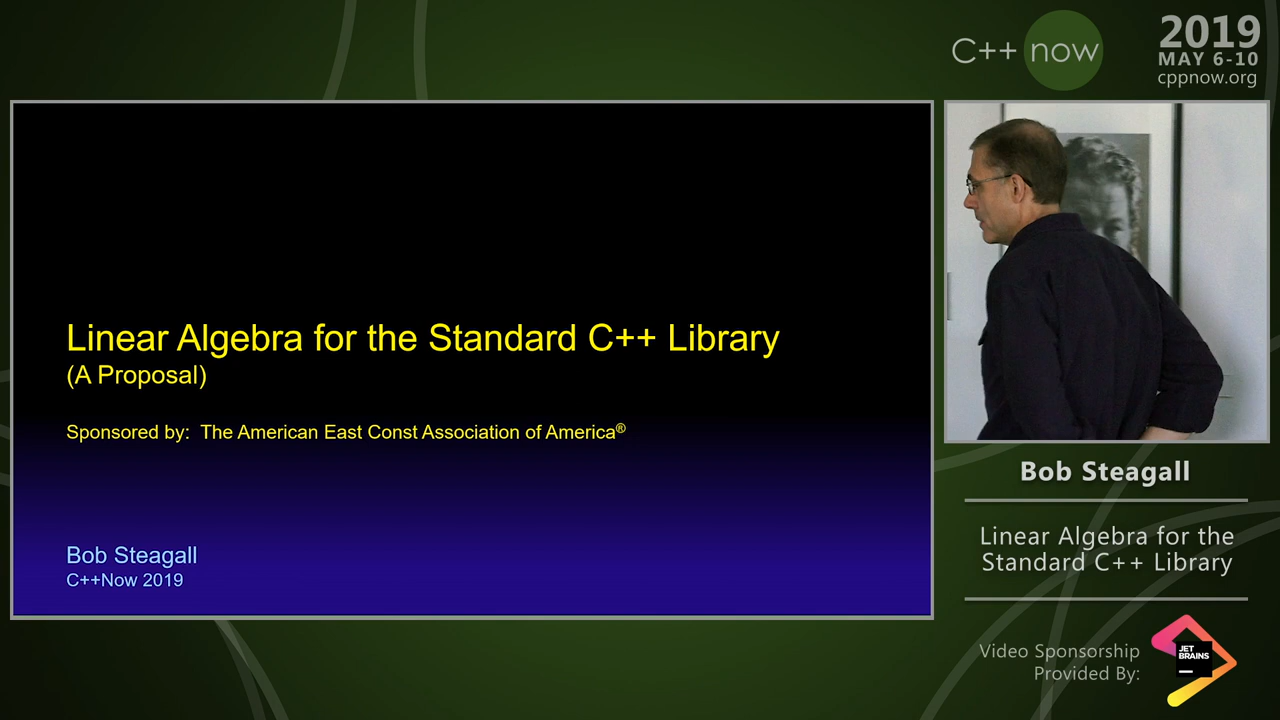 C++ now
2019
MAY 6-10
cppnow.org
Linear Algebra for the Standard C++ Library
(A Proposal)
Sponsored by: The American East Const Association of America®
Bob Steagall
C++Now 2019
Bob Steagall
Linear Algebra for the
Standard C++ Library
Video Sponsorship
Provided By:
JET
BRAINS